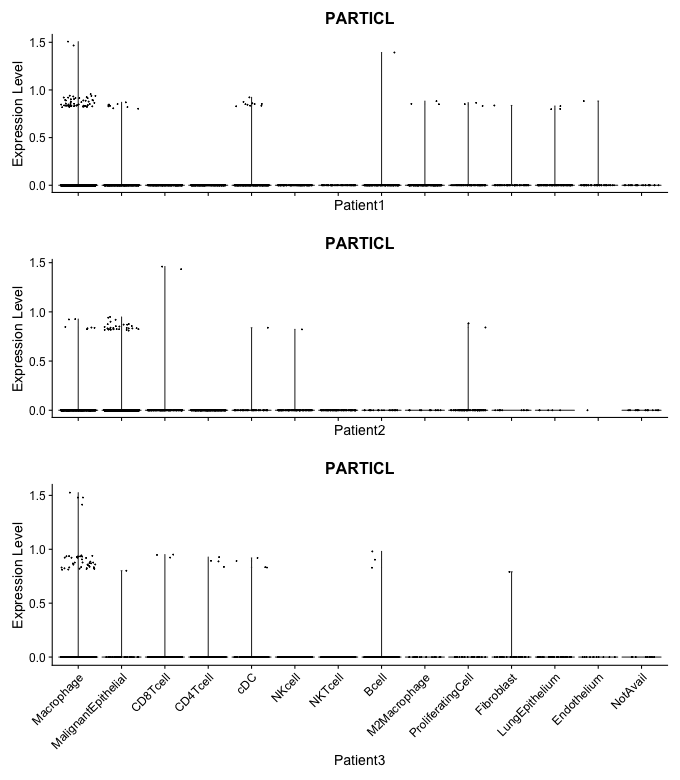 PARTICL
Expression Level
1.5
1.0
0.5
0.0
Patient1
PARTICL
Expression Level
1.5
1.0
0.5
0.0
Patient2
PARTICL
Expression Level
1.5
1.0
0.5
0.0
Macrophage
MalignantEpithelial
CD8Tcell
CD4Tcell
cDC
NKcell
NKTcell
Bcell
M2Macrophage
ProliferatingCell
Fibroblast
LungEpithelium
Endothelium
NotAvail
Patient3